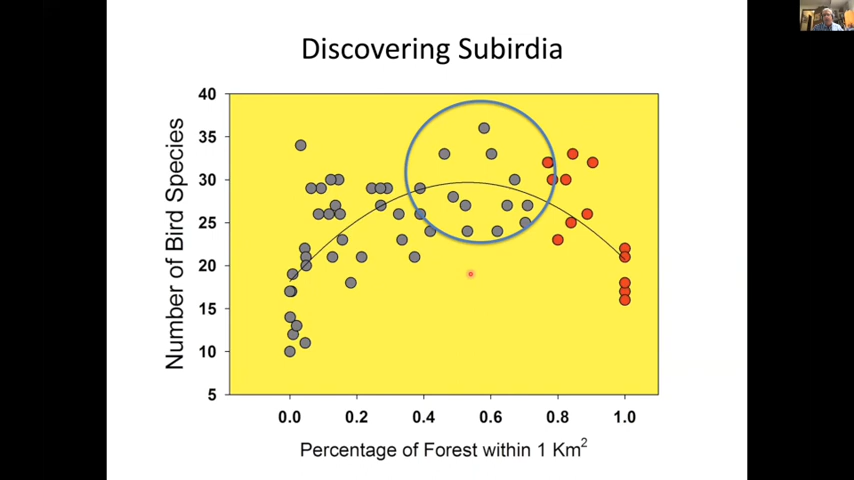 Discovering Subirdia
Number of Bird Species
40
35
30
25
20
15
10
5
0.0 0.2 0.4 0.6 0.8 1.0
Percentage of Forest within 1 Km²